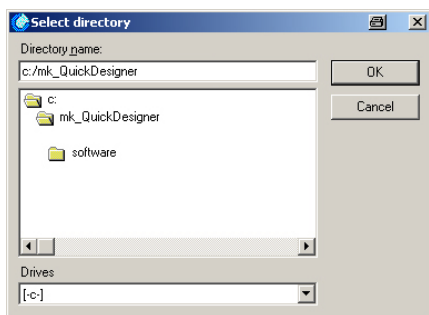 Select directory
Directory name:
c:/mk_QuickDesigner
OK
c:
Cancel
mk_QuickDesigner
software
Drives
[-c-]